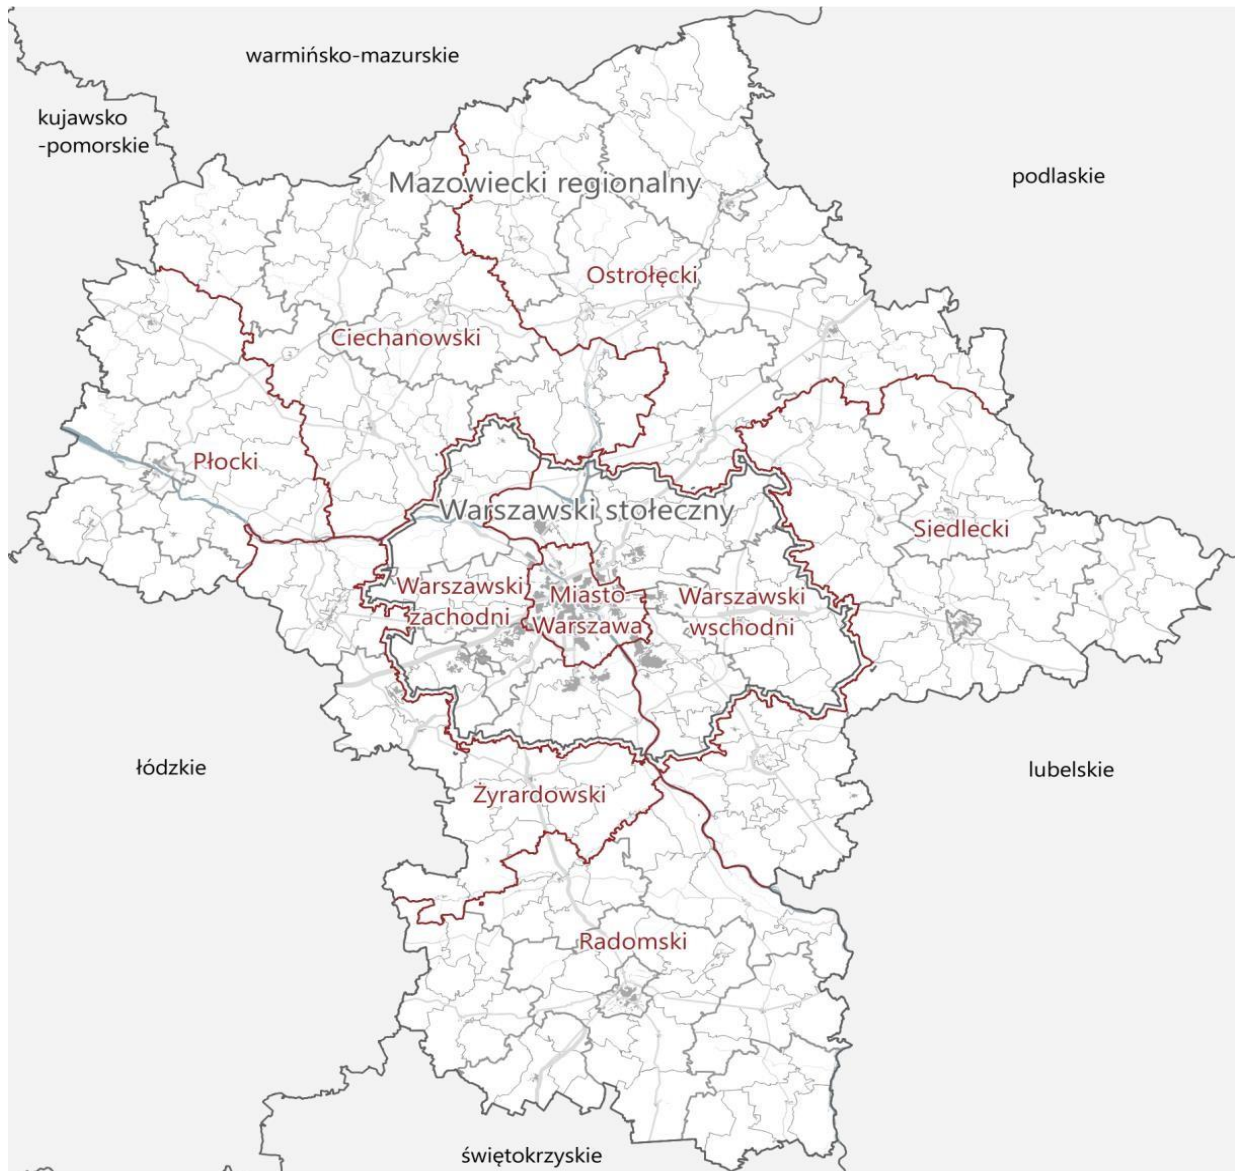 warmińsko-mazurskie
kujawsko
-pomorskie
podlaskie
Mazowiecki regionalny
Ostrołęcki
Ciechanowski
Płocki
Warszawski stołeczny
Siedlecki
Warszawski
zachodni
Miasto
Warszawa
Warszawski
wschodni
łódzkie
lubelskie
Żyrardowski
Radomski
świętokrzyskie